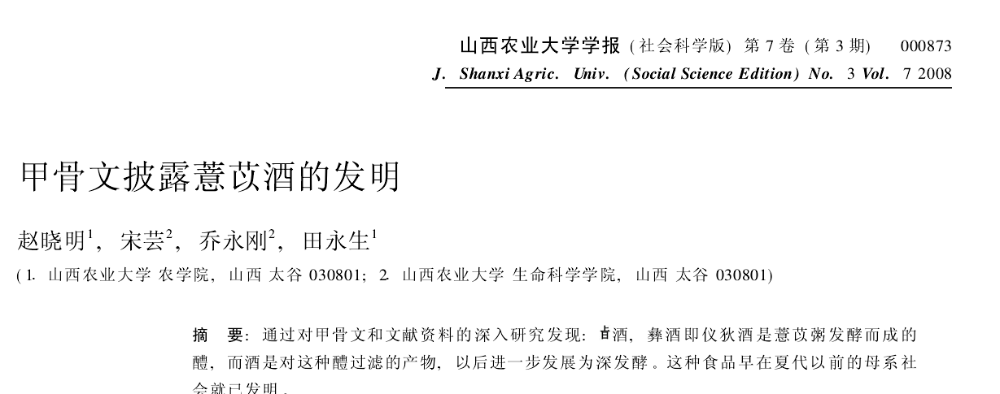 山西农业大学学报 (社会科学版) 第 7 卷 (第 3 期) 000873
J. Shanxi Agric. Univ. (Social Science Edition) No. 3 Vol. 7 2008
甲骨文披露薏苡酒的发明
赵晓明1, 宋芸2, 乔永刚2, 田永生1
(1. 山西农业大学 农学院, 山西 太谷 030801; 2. 山西农业大学 生命科学学院, 山西 太谷 030801)
摘 要: 通过对甲骨文和文献资料的深入研究发现: 酒, 彝酒即仪狄酒是薏苡粥发酵而成的
醴, 而酒是对这种醴过滤的产物, 以后进一步发展为深发酵。这种食品早在夏代以前的母系社
会就已发明。